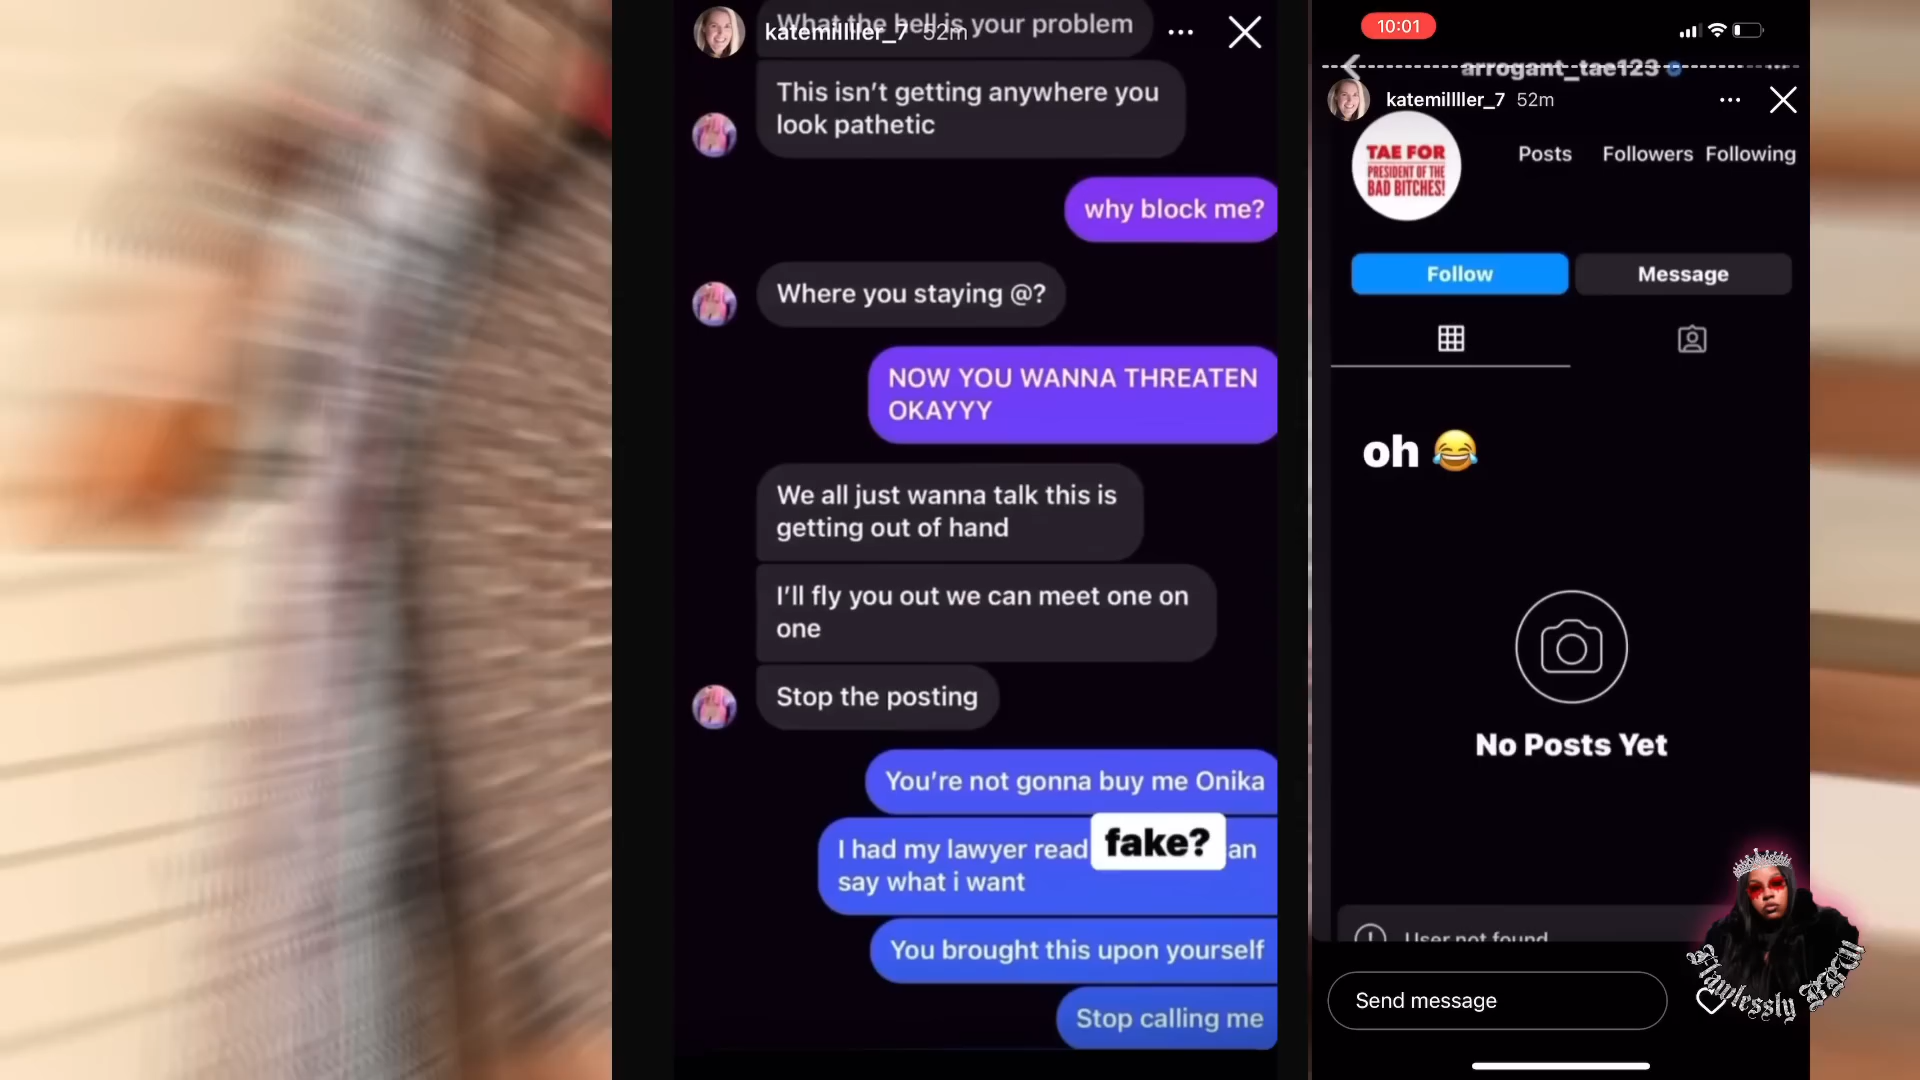 What the hell is your problem
katemillller_7 52m
This isn't getting anywhere you
look pathetic
why block me?
Where you staying @?
NOW YOU WANNA THREATEN
OKAYYY
We all just wanna talk this is
getting out of hand
I'll fly you out we can meet one on
one
Stop the posting
You're not gonna buy me Onika
I had my lawyer read
fake?
an
say what i want
You brought this upon yourself
Stop calling me
10:01
arrogant_tae123
katemillller_7 52m
TAE FOR
PRESIDENT OF THE
BAD BITCHES!
Posts Followers Following
Follow Message
oh 😂
No Posts Yet
User not found
Send message
Flawlessly